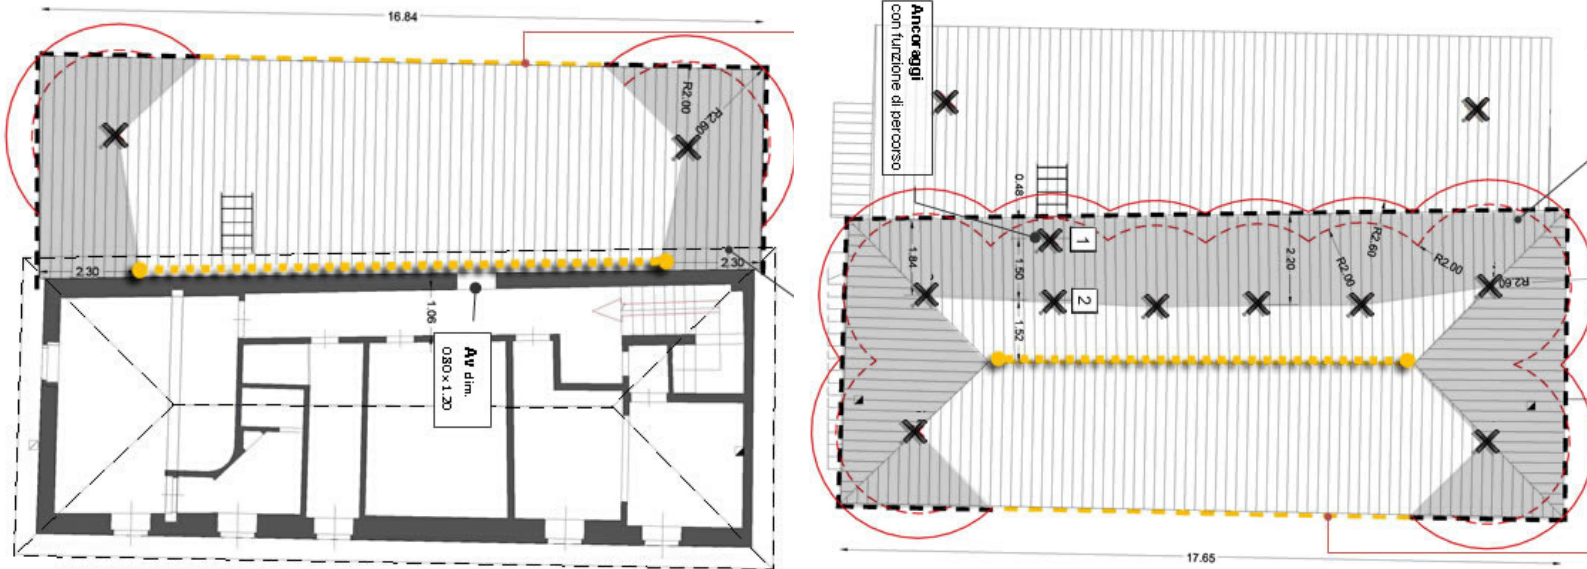 16.84
R2.00
R2.60
2.30
2.30
1.06
Av dim.
0.80 x 1.20
Ancoraggi
con funzione di percorso
0.48
1
1.84
1.50
R2.60
R2.00
2.20
R2.00
R2.60
2
1.52
17.65